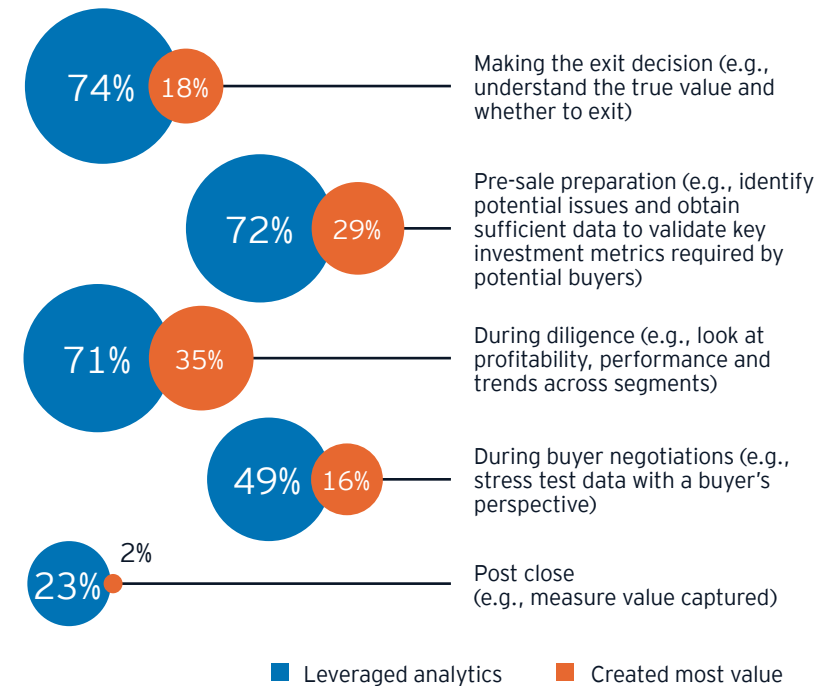 74%
18%
Making the exit decision (e.g.,
understand the true value and
whether to exit)
72%
29%
Pre-sale preparation (e.g., identify
potential issues and obtain
sufficient data to validate key
investment metrics required by
potential buyers)
71%
35%
During diligence (e.g., look at
profitability, performance and
trends across segments)
49%
16%
During buyer negotiations (e.g.,
stress test data with a buyer’s
perspective)
23%
2%
Post close
(e.g., measure value captured)
Leveraged analytics
Created most value